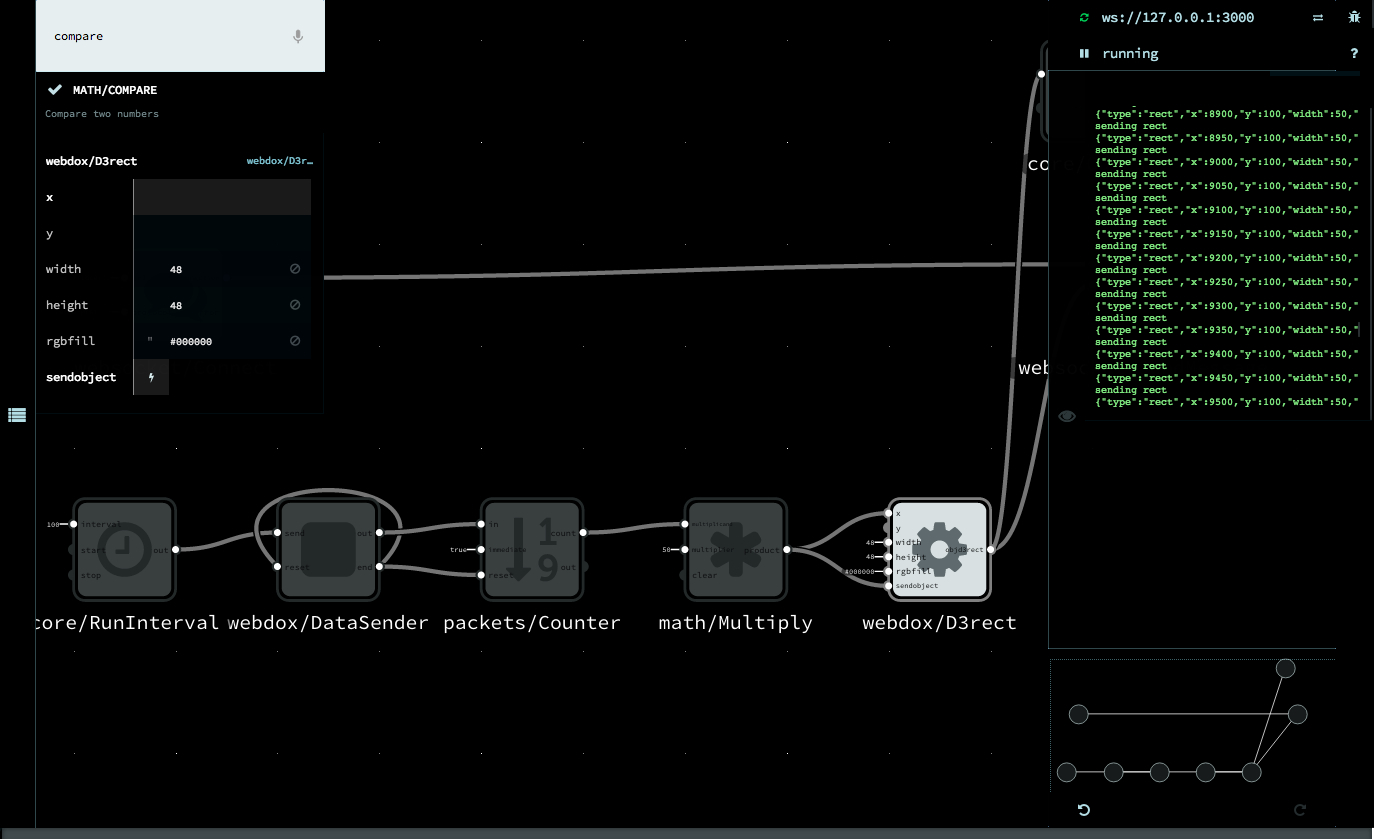 compare
MATH/COMPARE
Compare two numbers
webdox/D3rect webdox/D3r…
x
y
width 48
height 48
rgbfill " #000000
sendobject
100 interval
start out
stop
core/RunInterval
send out
reset end
webdox/DataSender
in count
true immediate
reset out
packets/Counter
multiplicand
50 multiplier product
clear
math/Multiply
x
y
48 width
48 height objd3rect
#000000 rgbfill
sendobject
webdox/D3rect
co
web
ws://127.0.0.1:3000
running ?
{"type":"rect","x":8900,"y":100,"width":50,"
sending rect
{"type":"rect","x":8950,"y":100,"width":50,"
sending rect
{"type":"rect","x":9000,"y":100,"width":50,"
sending rect
{"type":"rect","x":9050,"y":100,"width":50,"
sending rect
{"type":"rect","x":9100,"y":100,"width":50,"
sending rect
{"type":"rect","x":9150,"y":100,"width":50,"
sending rect
{"type":"rect","x":9200,"y":100,"width":50,"
sending rect
{"type":"rect","x":9250,"y":100,"width":50,"
sending rect
{"type":"rect","x":9300,"y":100,"width":50,"
sending rect
{"type":"rect","x":9350,"y":100,"width":50,"
sending rect
{"type":"rect","x":9400,"y":100,"width":50,"
sending rect
{"type":"rect","x":9450,"y":100,"width":50,"
sending rect
{"type":"rect","x":9500,"y":100,"width":50,"